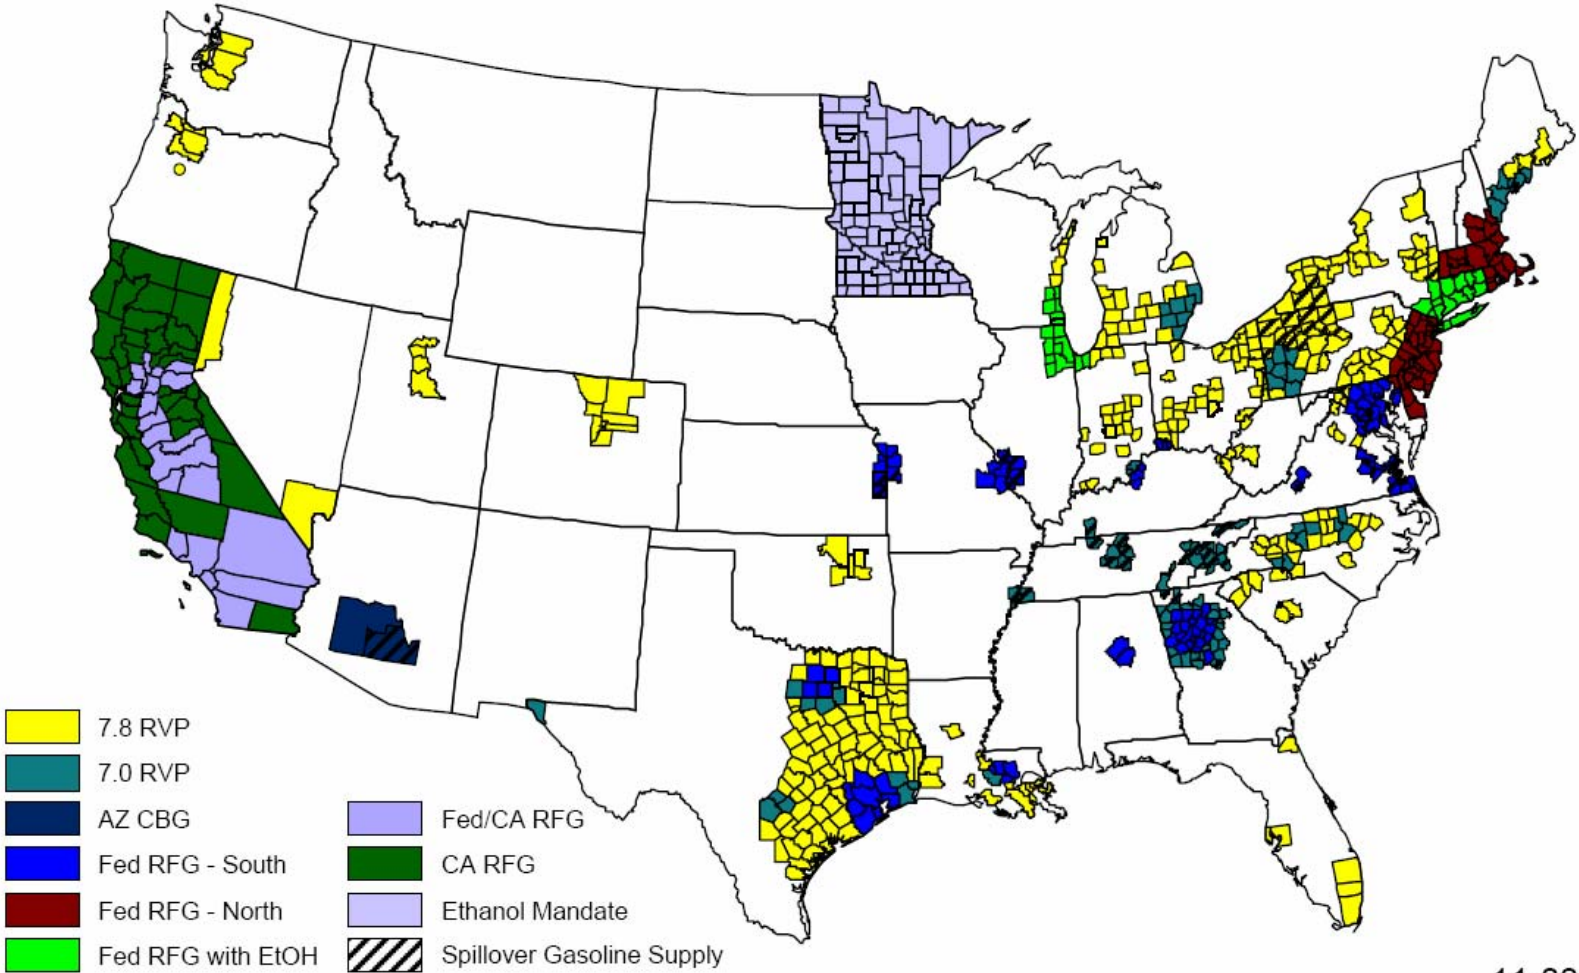 7.8 RVP
7.0 RVP
AZ CBG
Fed RFG - South
Fed RFG - North
Fed RFG with EtOH
Fed/CA RFG
CA RFG
Ethanol Mandate
Spillover Gasoline Supply